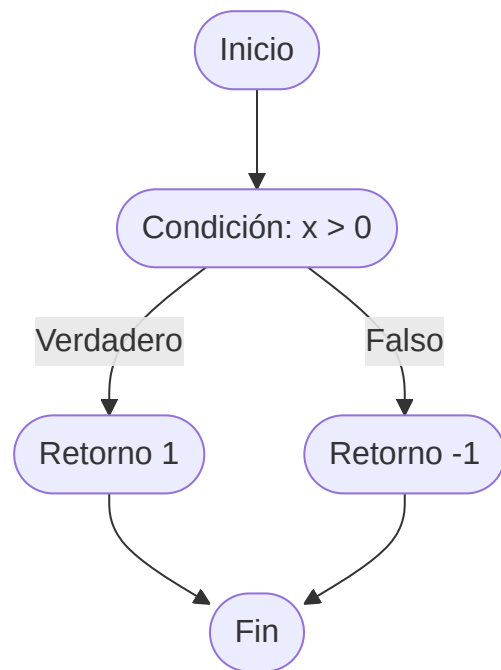 Inicio
Condición: x > 0
Verdadero
Falso
Retorno 1
Retorno -1
Fin